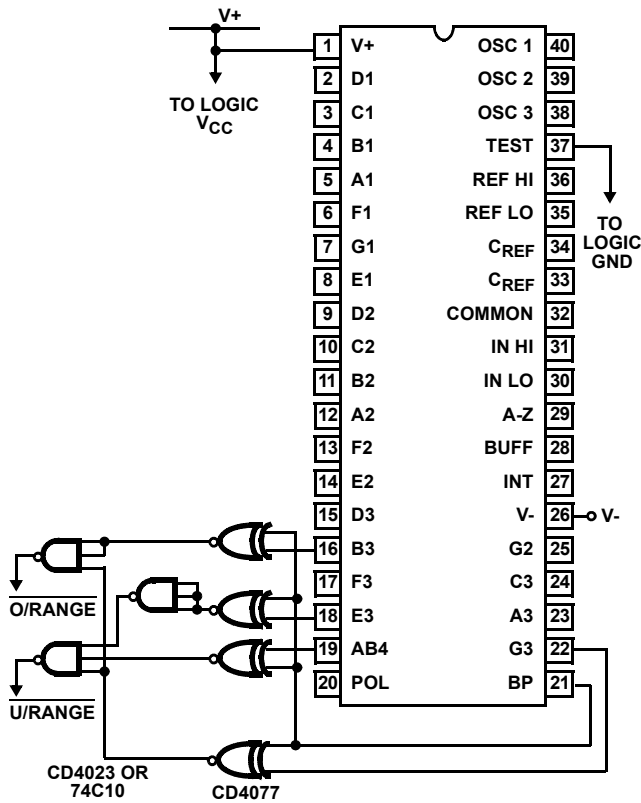 V+
1 V+ OSC 1 40
2 D1 OSC 2 39
TO LOGIC
VCC
3 C1 OSC 3 38
4 B1 TEST 37
5 A1 REF HI 36
6 F1 REF LO 35
TO
LOGIC
GND
7 G1 CREF 34
8 E1 CREF 33
9 D2 COMMON 32
10 C2 IN HI 31
11 B2 IN LO 30
12 A2 A-Z 29
13 F2 BUFF 28
14 E2 INT 27
15 D3 V- 26 V-
16 B3 G2 25
17 F3 C3 24
18 E3 A3 23
19 AB4 G3 22
20 POL BP 21
O/RANGE
U/RANGE
CD4023 OR
74C10
CD4077